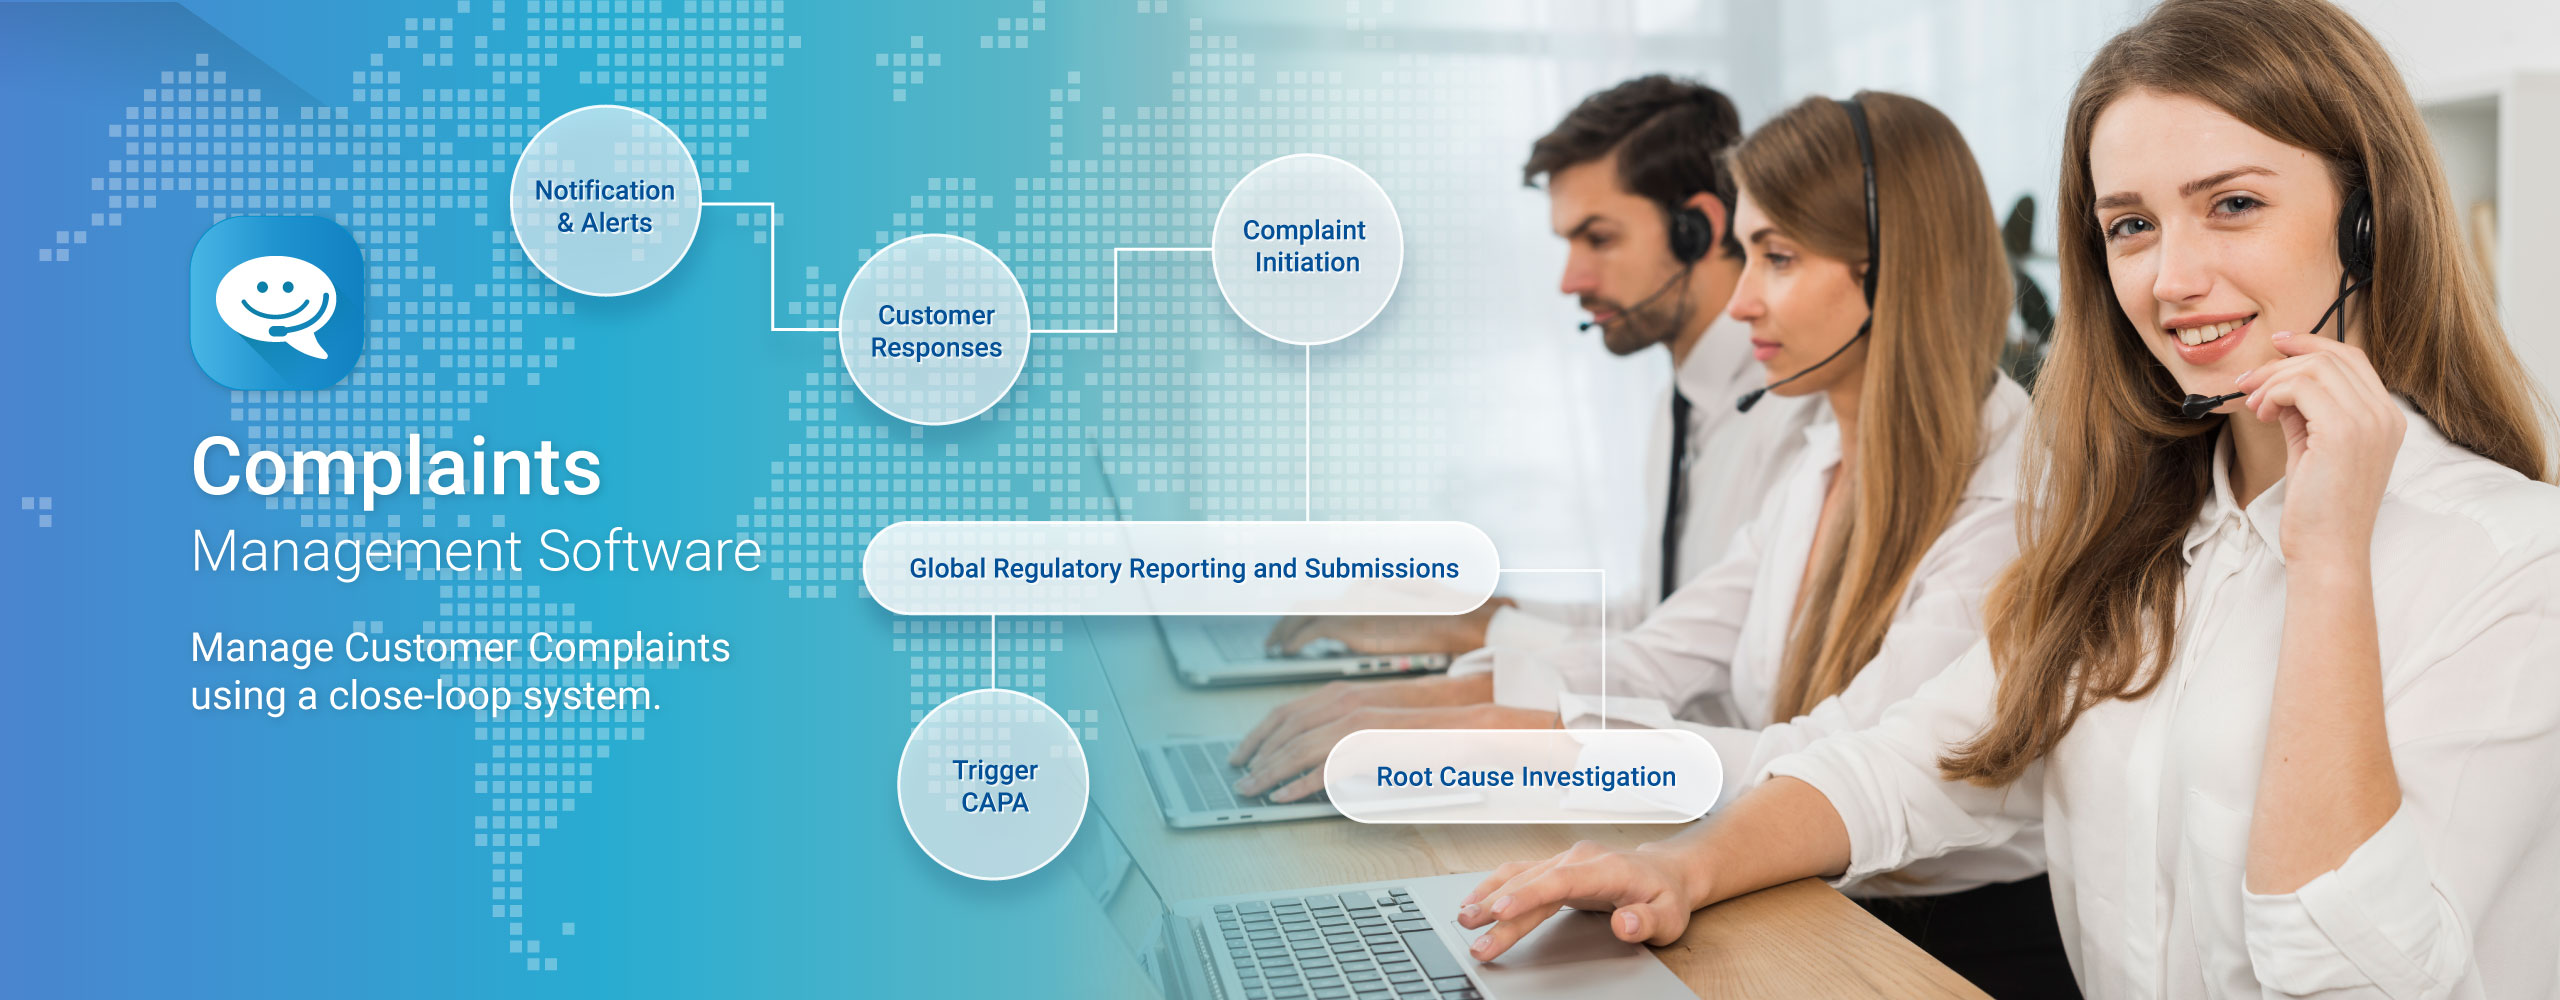 Notification
& Alerts
Customer
Responses
Complaint
Initiation
Complaints
Management Software
Manage Customer Complaints
using a close-loop system.
Global Regulatory Reporting and Submissions
Trigger
CAPA
Root Cause Investigation